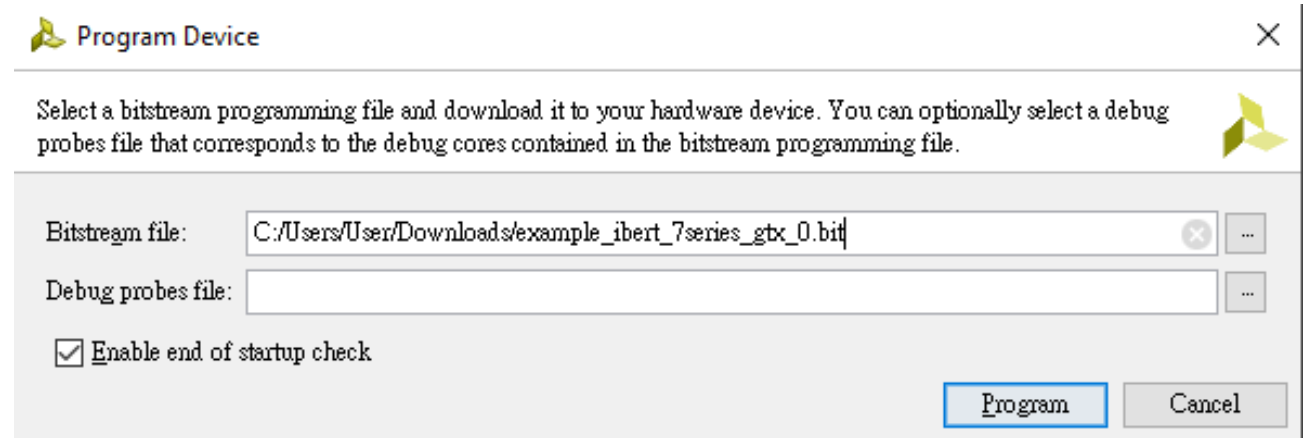 Program Device
Select a bitstream programming file and download it to your hardware device. You can optionally select a debug
probes file that corresponds to the debug cores contained in the bitstream programming file.
Bitstream file: C:/Users/User/Downloads/example_ibert_7series_gtx_0.bit ...
Debug probes file: ...
Enable end of startup check
Program Cancel